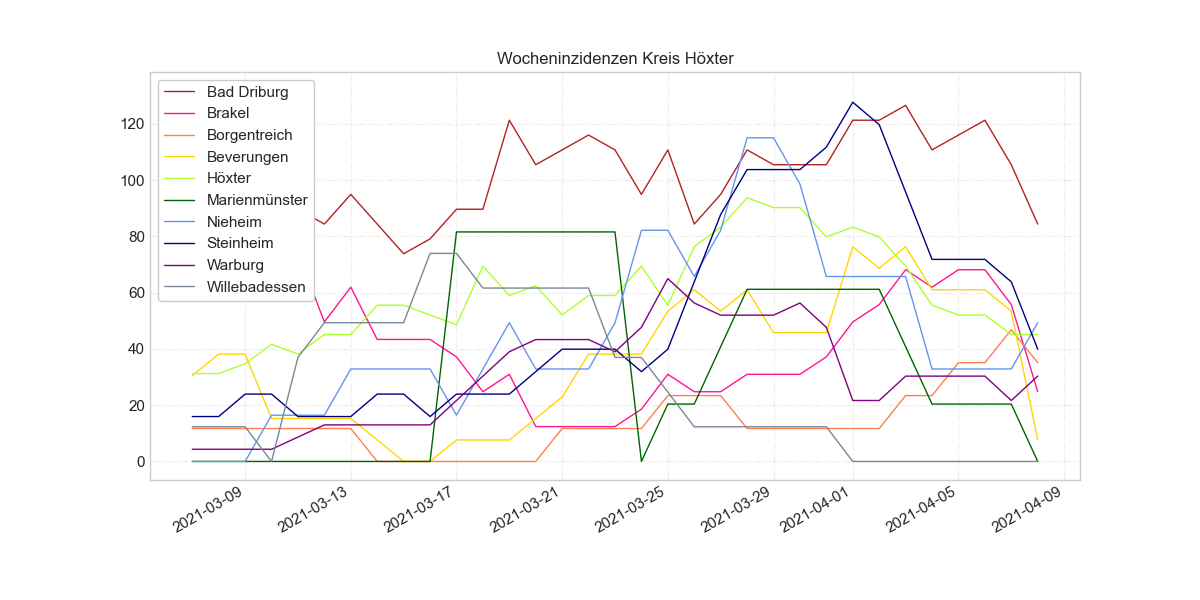 Wocheninzidenzen Kreis Höxter
Bad Driburg
Brakel
Borgentreich
Beverungen
Höxter
Marienmünster
Nieheim
Steinheim
Warburg
Willebadessen
120
100
80
60
40
20
0
2021-03-09
2021-03-13
2021-03-17
2021-03-21
2021-03-25
2021-03-29
2021-04-01
2021-04-05
2021-04-09